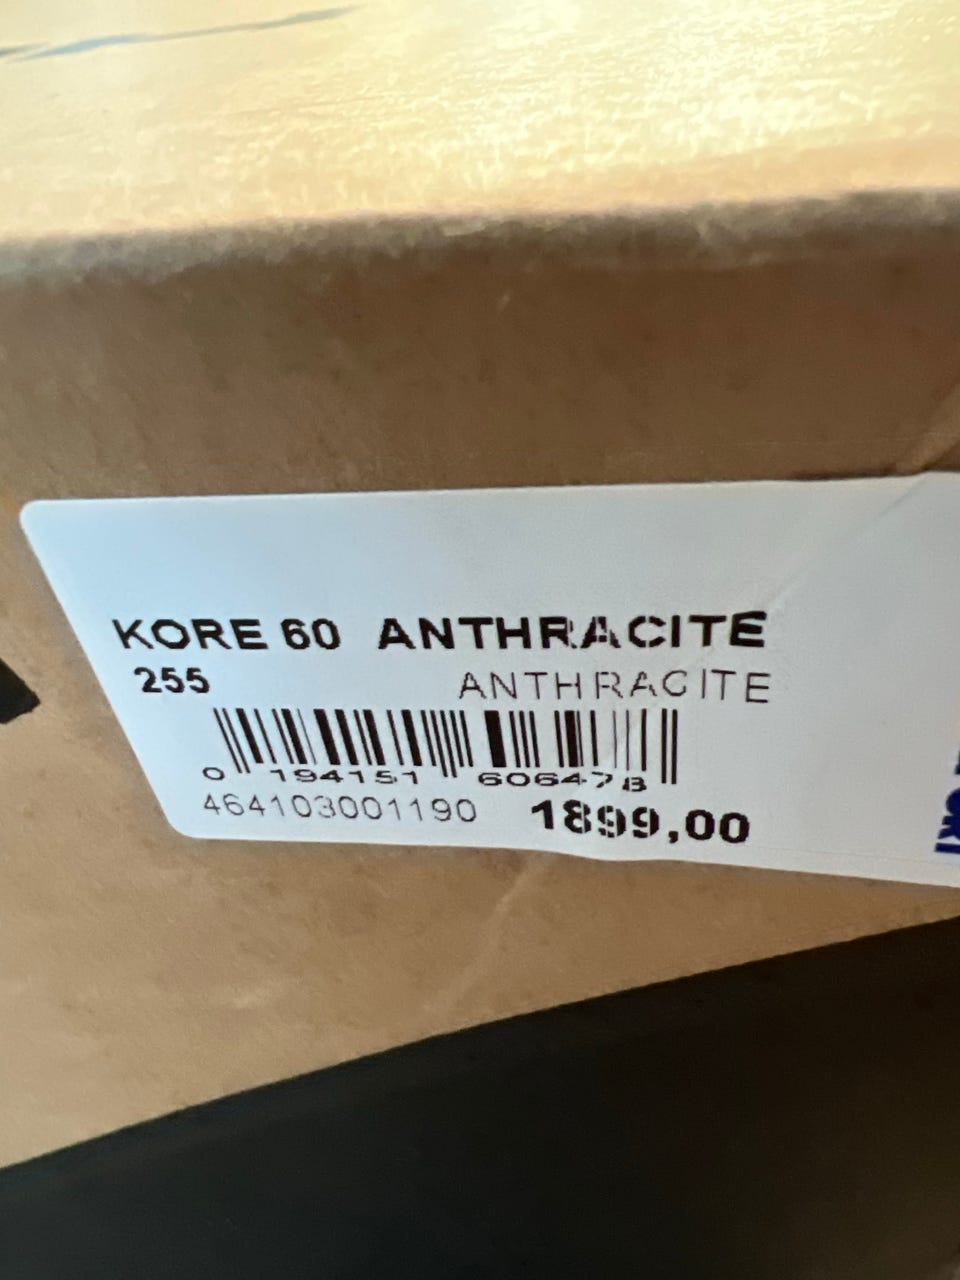 KORE 60 ANTHRACITE
255 ANTHRACITE
0 194151 606478
464103001190 1899,00